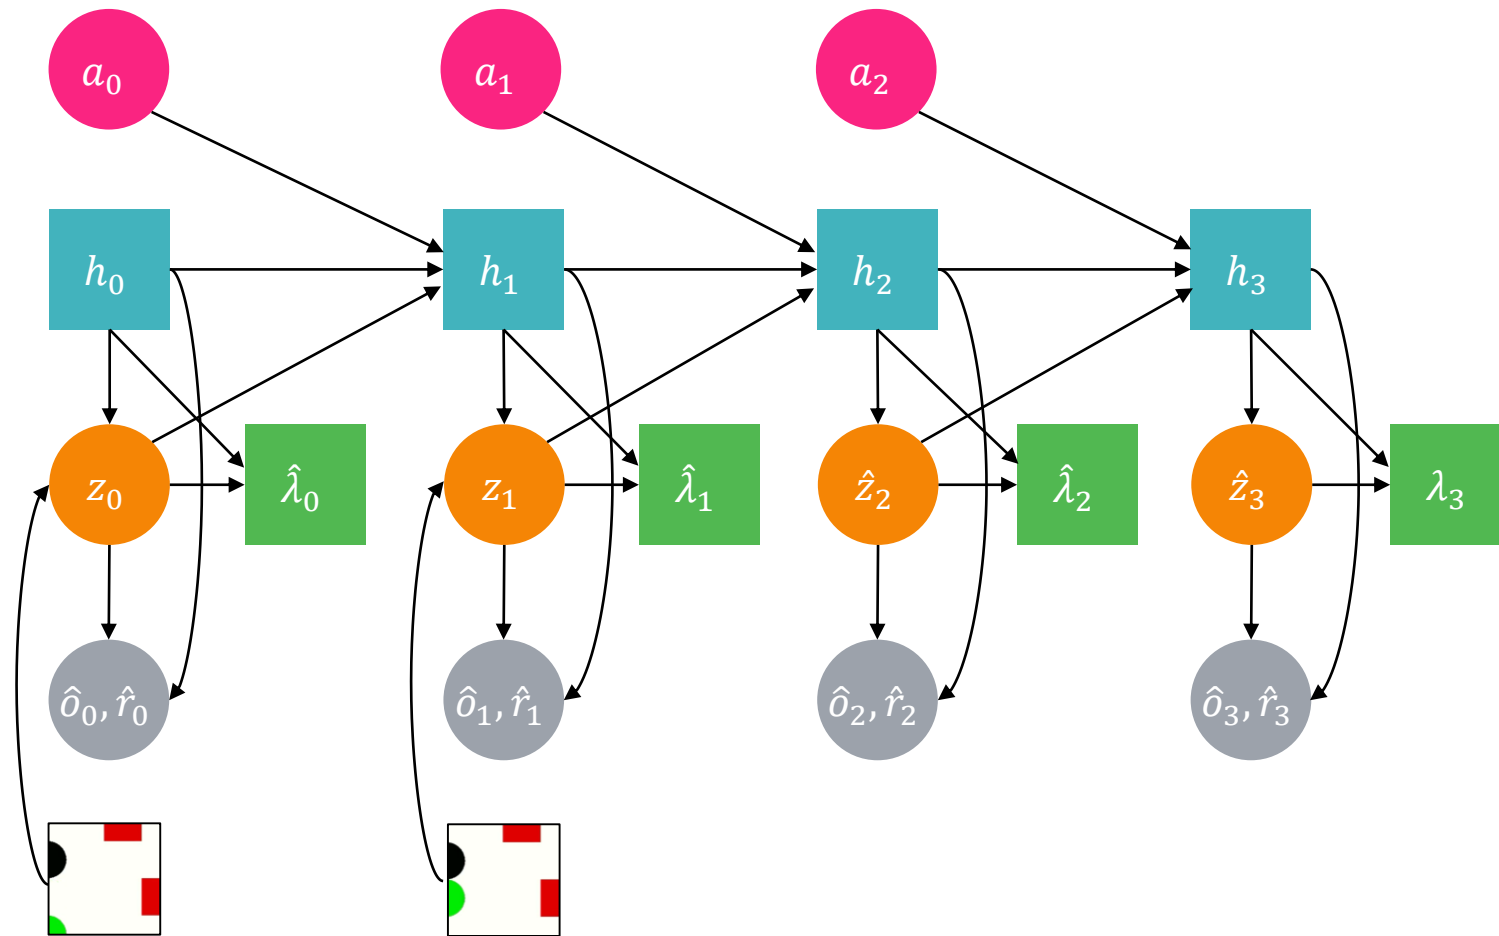 a₀ a₁ a₂
h₀ h₁ h₂ h₃
z₀ λ̂₀ z₁ λ̂₁ ẑ₂ λ̂₂ ẑ₃ λ₃
ô₀, r̂₀ ô₁, r̂₁ ô₂, r̂₂ ô₃, r̂₃